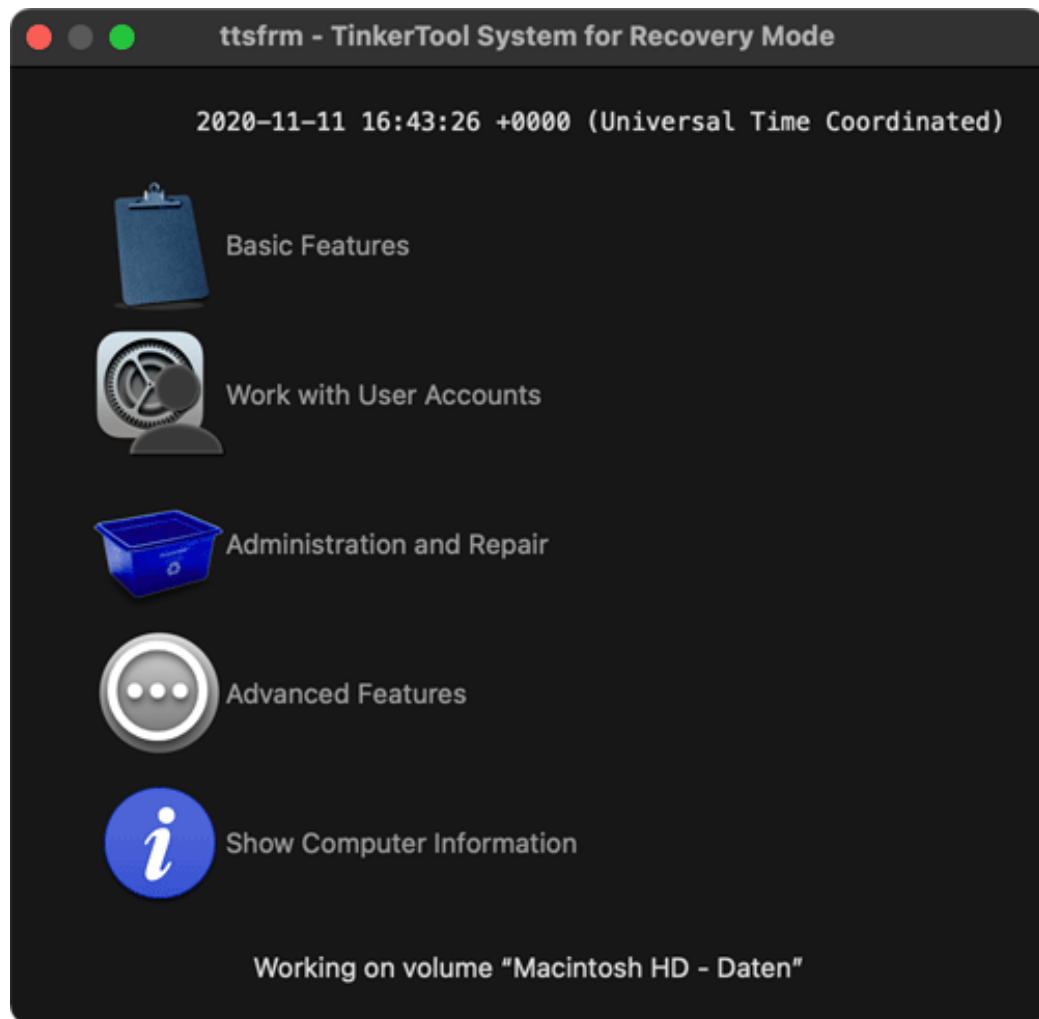 ttsfrm - TinkerTool System for Recovery Mode
2020-11-11 16:43:26 +0000 (Universal Time Coordinated)
Basic Features
Work with User Accounts
Administration and Repair
Advanced Features
Show Computer Information
Working on volume “Macintosh HD - Daten”